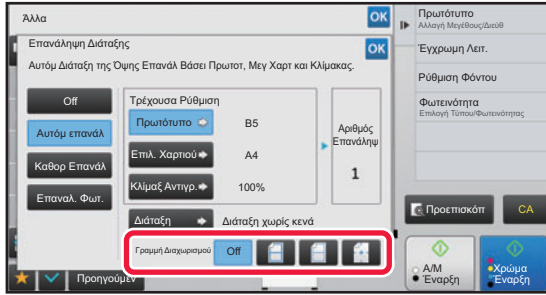 Άλλα
OK
Επανάληψη Διάταξης
OK
Αυτόμ Διάταξη της Όψης Επανάλ Βάσει Πρωτοτ, Μεγ Χαρτ και Κλίμακας.
Off
Αυτόμ επανάλ
Καθορ Επανάλ
Επαναλ. Φωτ.
Τρέχουσα Ρύθμιση
Πρωτότυπο
B5
Επιλ. Χαρτιού
A4
Κλίμαξ Αντιγρ.
100%
Αριθμός
Επανάληψ
1
Διάταξη
Διάταξη χωρίς κενά
Γραμμή Διαχωρισμού
Off
Προηγούμεν
Πρωτότυπο
Αλλαγή Μεγέθους/Διεύθ
Έγχρωμη Λειτ.
Ρύθμιση Φόντου
Φωτεινότητα
Επιλογή Τύπου/Φωτεινότητας
Προεπισκόπ
CA
Α/Μ
Έναρξη
Χρώμα
Έναρξη